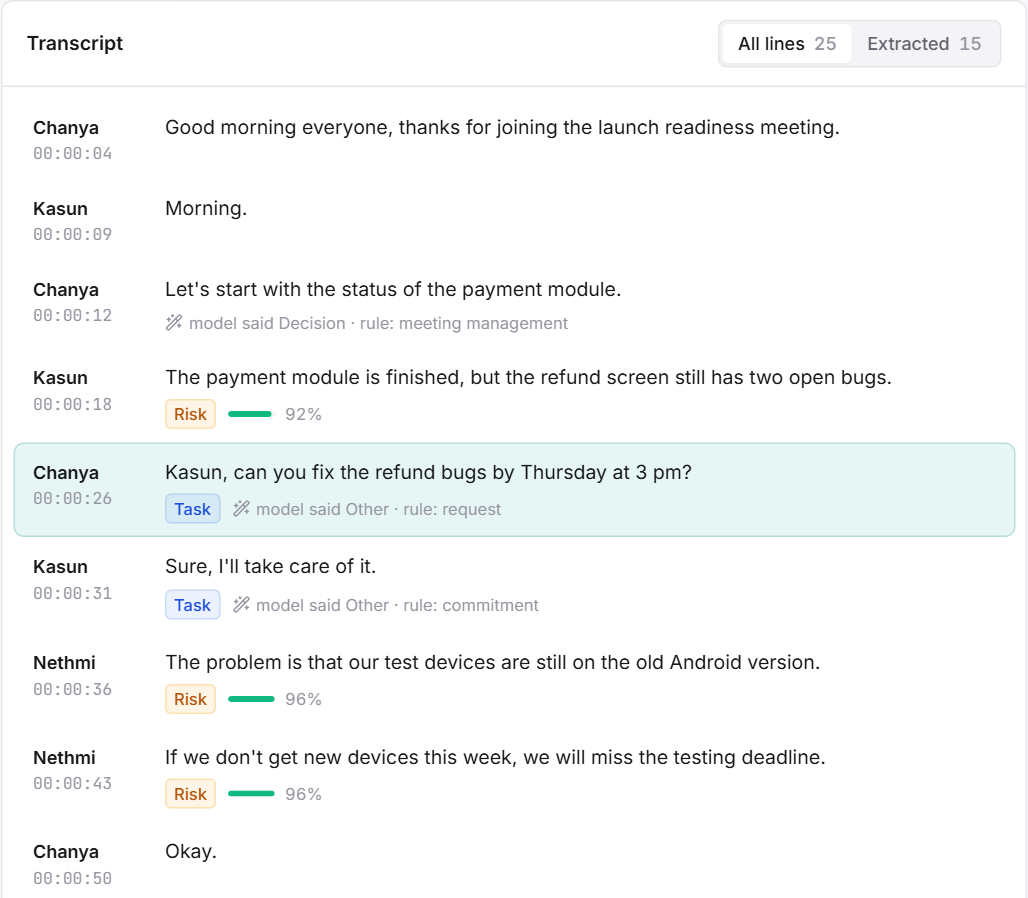 Transcript
All lines 25 Extracted 15
Chanya Good morning everyone, thanks for joining the launch readiness meeting.
00:00:04
Kasun Morning.
00:00:09
Chanya Let's start with the status of the payment module.
00:00:12 model said Decision · rule: meeting management
Kasun The payment module is finished, but the refund screen still has two open bugs.
00:00:18 Risk 92%
Chanya Kasun, can you fix the refund bugs by Thursday at 3 pm?
00:00:26 Task model said Other · rule: request
Kasun Sure, I'll take care of it.
00:00:31 Task model said Other · rule: commitment
Nethmi The problem is that our test devices are still on the old Android version.
00:00:36 Risk 96%
Nethmi If we don't get new devices this week, we will miss the testing deadline.
00:00:43 Risk 96%
Chanya Okay.
00:00:50